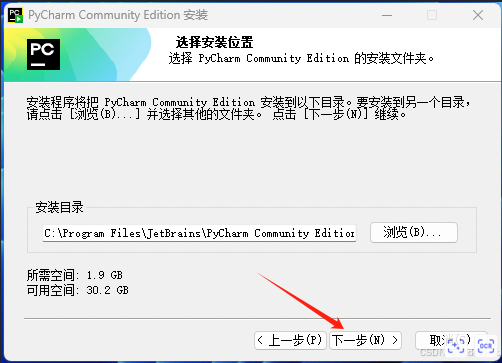 PyCharm Community Edition 安装
PC
选择安装位置
选择 PyCharm Community Edition 的安装文件夹。
安装程序将把 PyCharm Community Edition 安装到以下目录。要安装到另一个目录，
请点击 [浏览(B)...] 并选择其他的文件夹。 点击 [下一步(N)] 继续。
安装目录
C:\Program Files\JetBrains\PyCharm Community Edition
浏览(B)...
所需空间: 1.9 GB
可用空间: 30.2 GB
< 上一步(P)
下一步(N) >
取消(C)